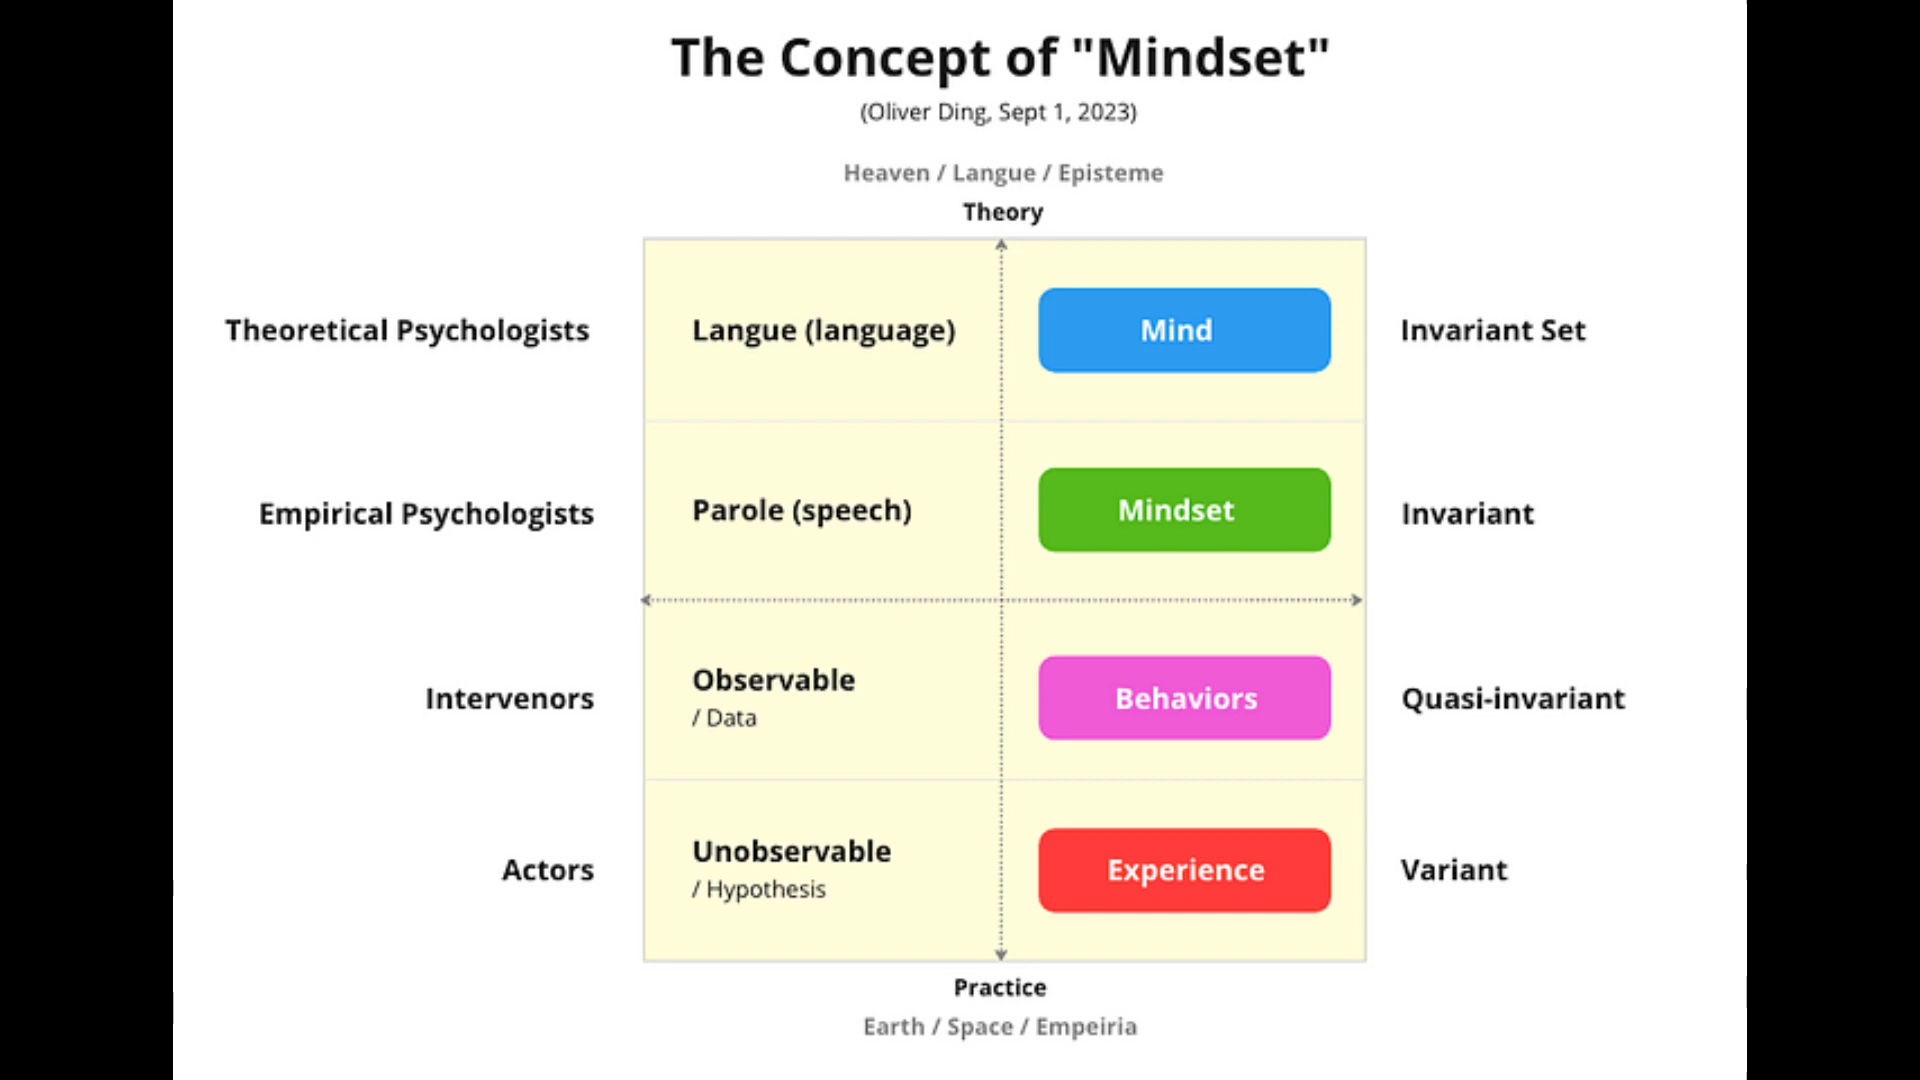 The Concept of "Mindset"
(Oliver Ding, Sept 1, 2023)
Heaven / Langue / Episteme
Theory
Theoretical Psychologists
Langue (language)
Mind
Invariant Set
Empirical Psychologists
Parole (speech)
Mindset
Invariant
Intervenors
Observable
/ Data
Behaviors
Quasi-invariant
Actors
Unobservable
/ Hypothesis
Experience
Variant
Practice
Earth / Space / Empeiria